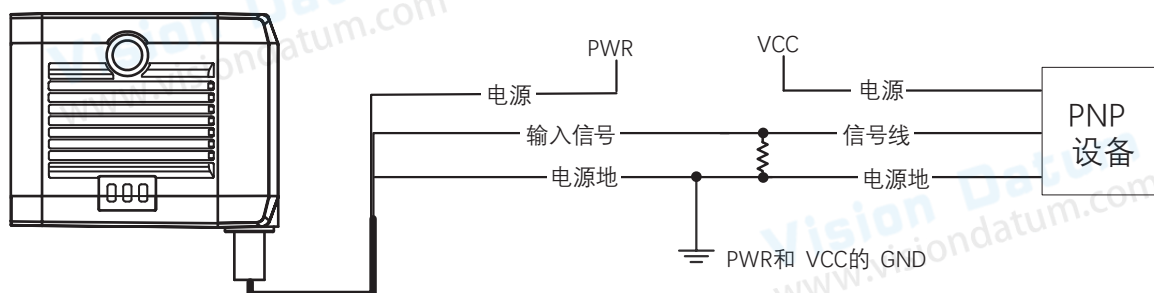 Vision Datum
www.visiondatum.com
PWR
VCC
电源
电源
输入信号
信号线
电源地
电源地
PNP
设备
PWR和 VCC的 GND
Vision Datum
www.visiondatum.com